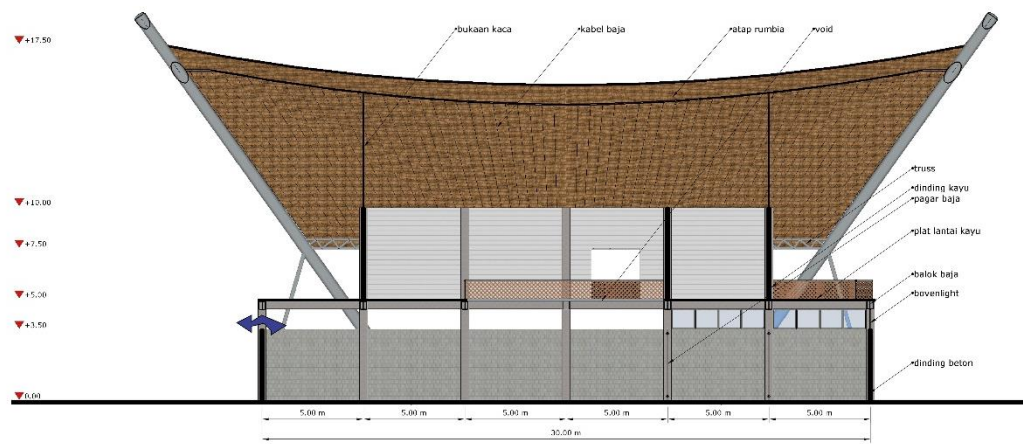 bukaan kaca
kabel baja
atap rumbia
void
+17.50
truss
dinding kayu
pagar baja
+10.00
plat lantai kayu
+7.50
balok baja
+5.00
bovenlight
+3.50
dinding beton
0.00
5.00 m
5.00 m
5.00 m
5.00 m
5.00 m
5.00 m
30.00 m